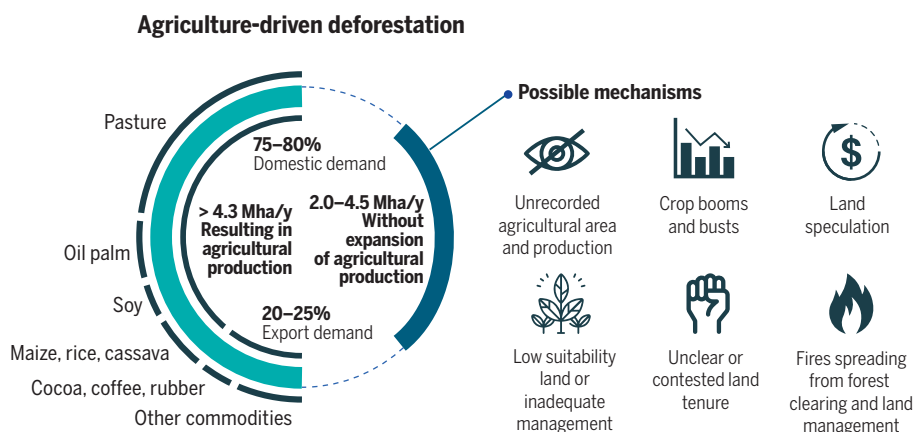 Agriculture-driven deforestation
Pasture
Oil palm
Soy
Maize, rice, cassava
Cocoa, coffee, rubber
Other commodities
75–80%
Domestic demand
> 4.3 Mha/y
Resulting in
agricultural
production
2.0–4.5 Mha/y
Without
expansion
of agricultural
production
20–25%
Export demand
Possible mechanisms
Unrecorded
agricultural area
and production
Crop booms
and busts
$
Land
speculation
Low suitability
land or
inadequate
management
Unclear or
contested land
tenure
Fires spreading
from forest
clearing and land
management